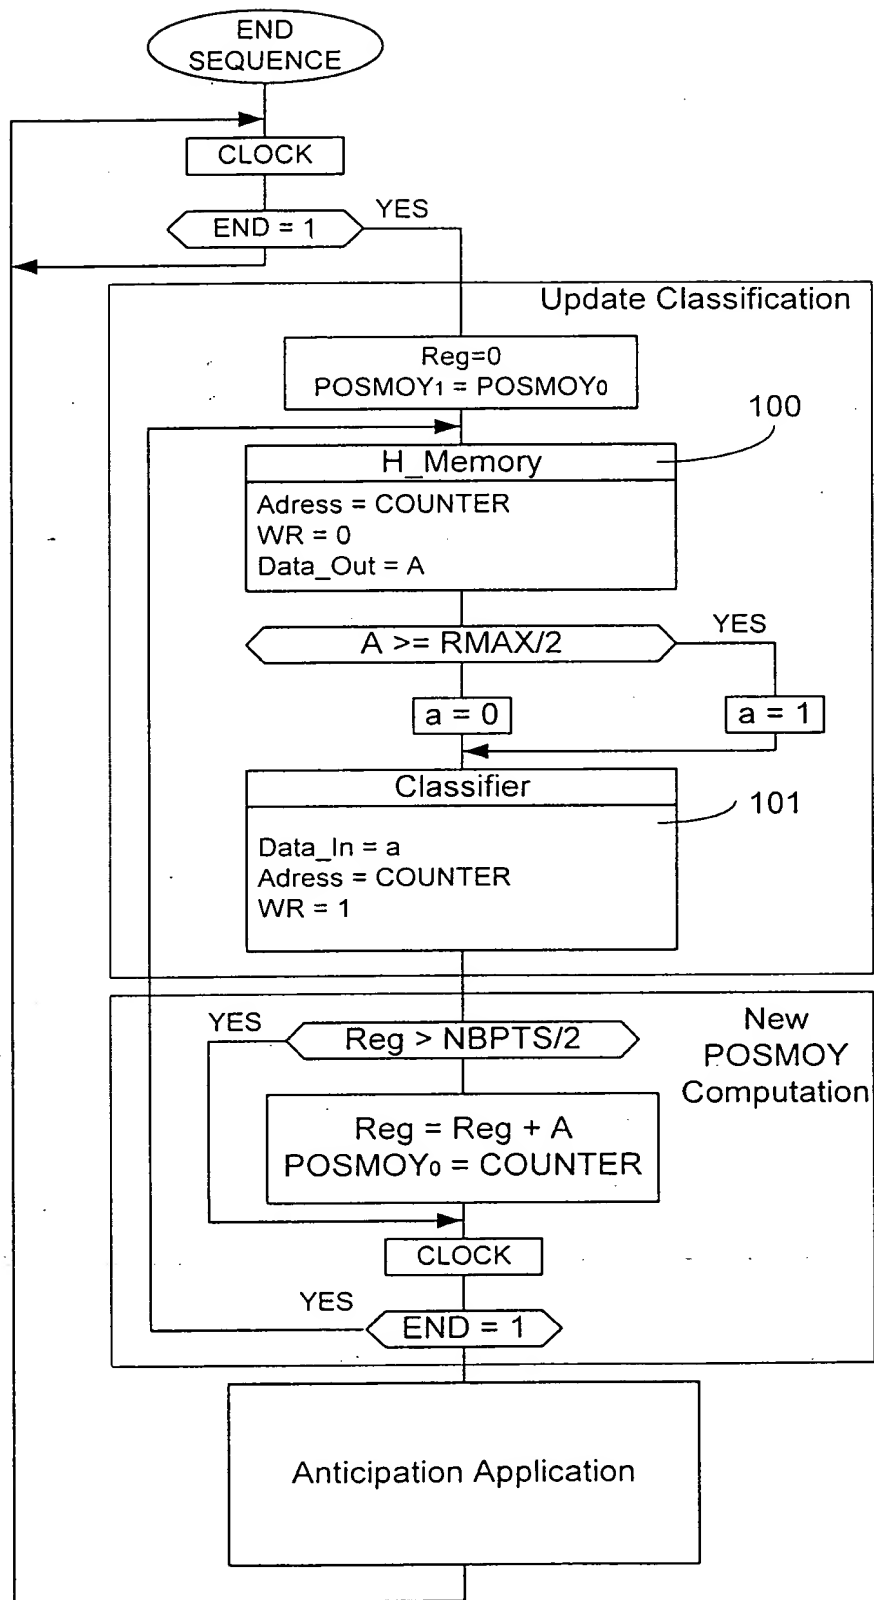 END
SEQUENCE
CLOCK
END = 1
YES
Update Classification
Reg=0
POSMOY1 = POSMOY0
100
H_Memory
Adress = COUNTER
WR = 0
Data_Out = A
A >= RMAX/2
YES
a = 0
a = 1
Classifier
101
Data_In = a
Adress = COUNTER
WR = 1
YES
Reg > NBPTS/2
New
POSMOY
Computation
Reg = Reg + A
POSMOY0 = COUNTER
CLOCK
YES
END = 1
Anticipation Application